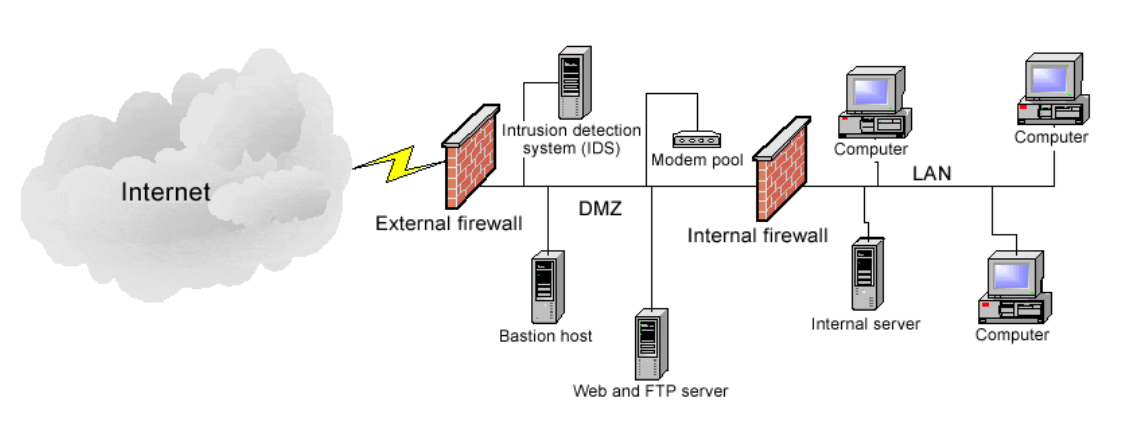 Internet
External firewall
Intrusion detection
system (IDS)
Bastion host
DMZ
Modem pool
Web and FTP server
Internal firewall
Computer
LAN
Computer
Internal server
Computer